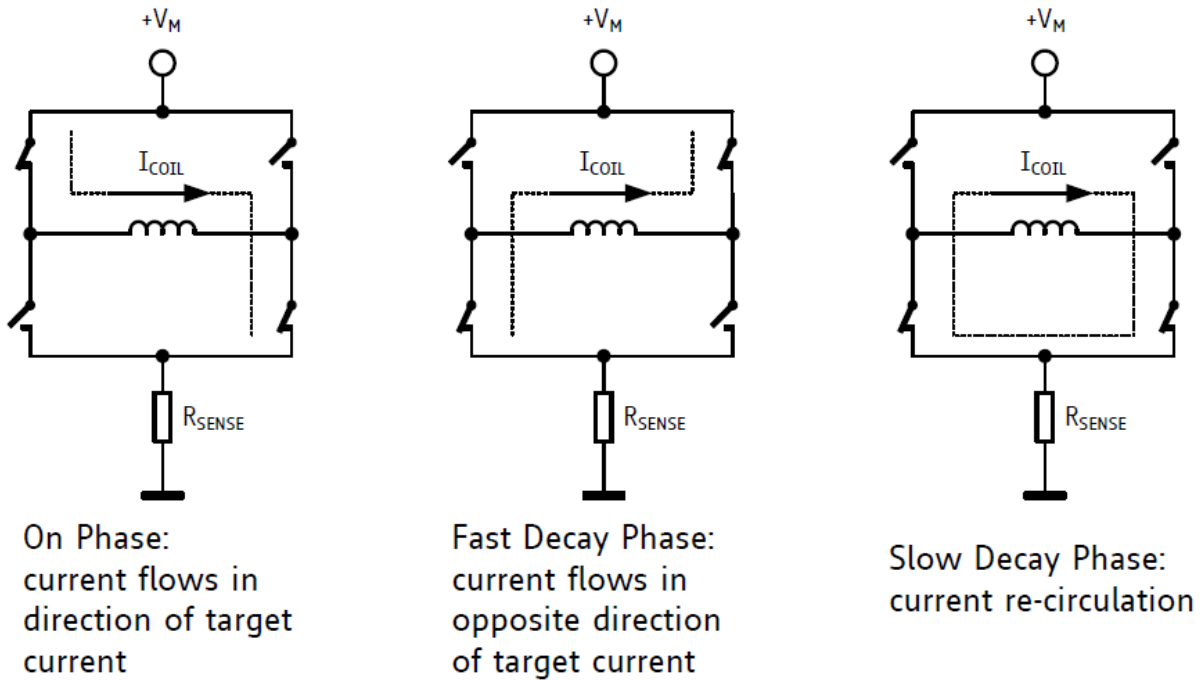 +VM
ICOIL
RSENSE
On Phase:
current flows in
direction of target
current
+VM
ICOIL
RSENSE
Fast Decay Phase:
current flows in
opposite direction
of target current
+VM
ICOIL
RSENSE
Slow Decay Phase:
current re-circulation